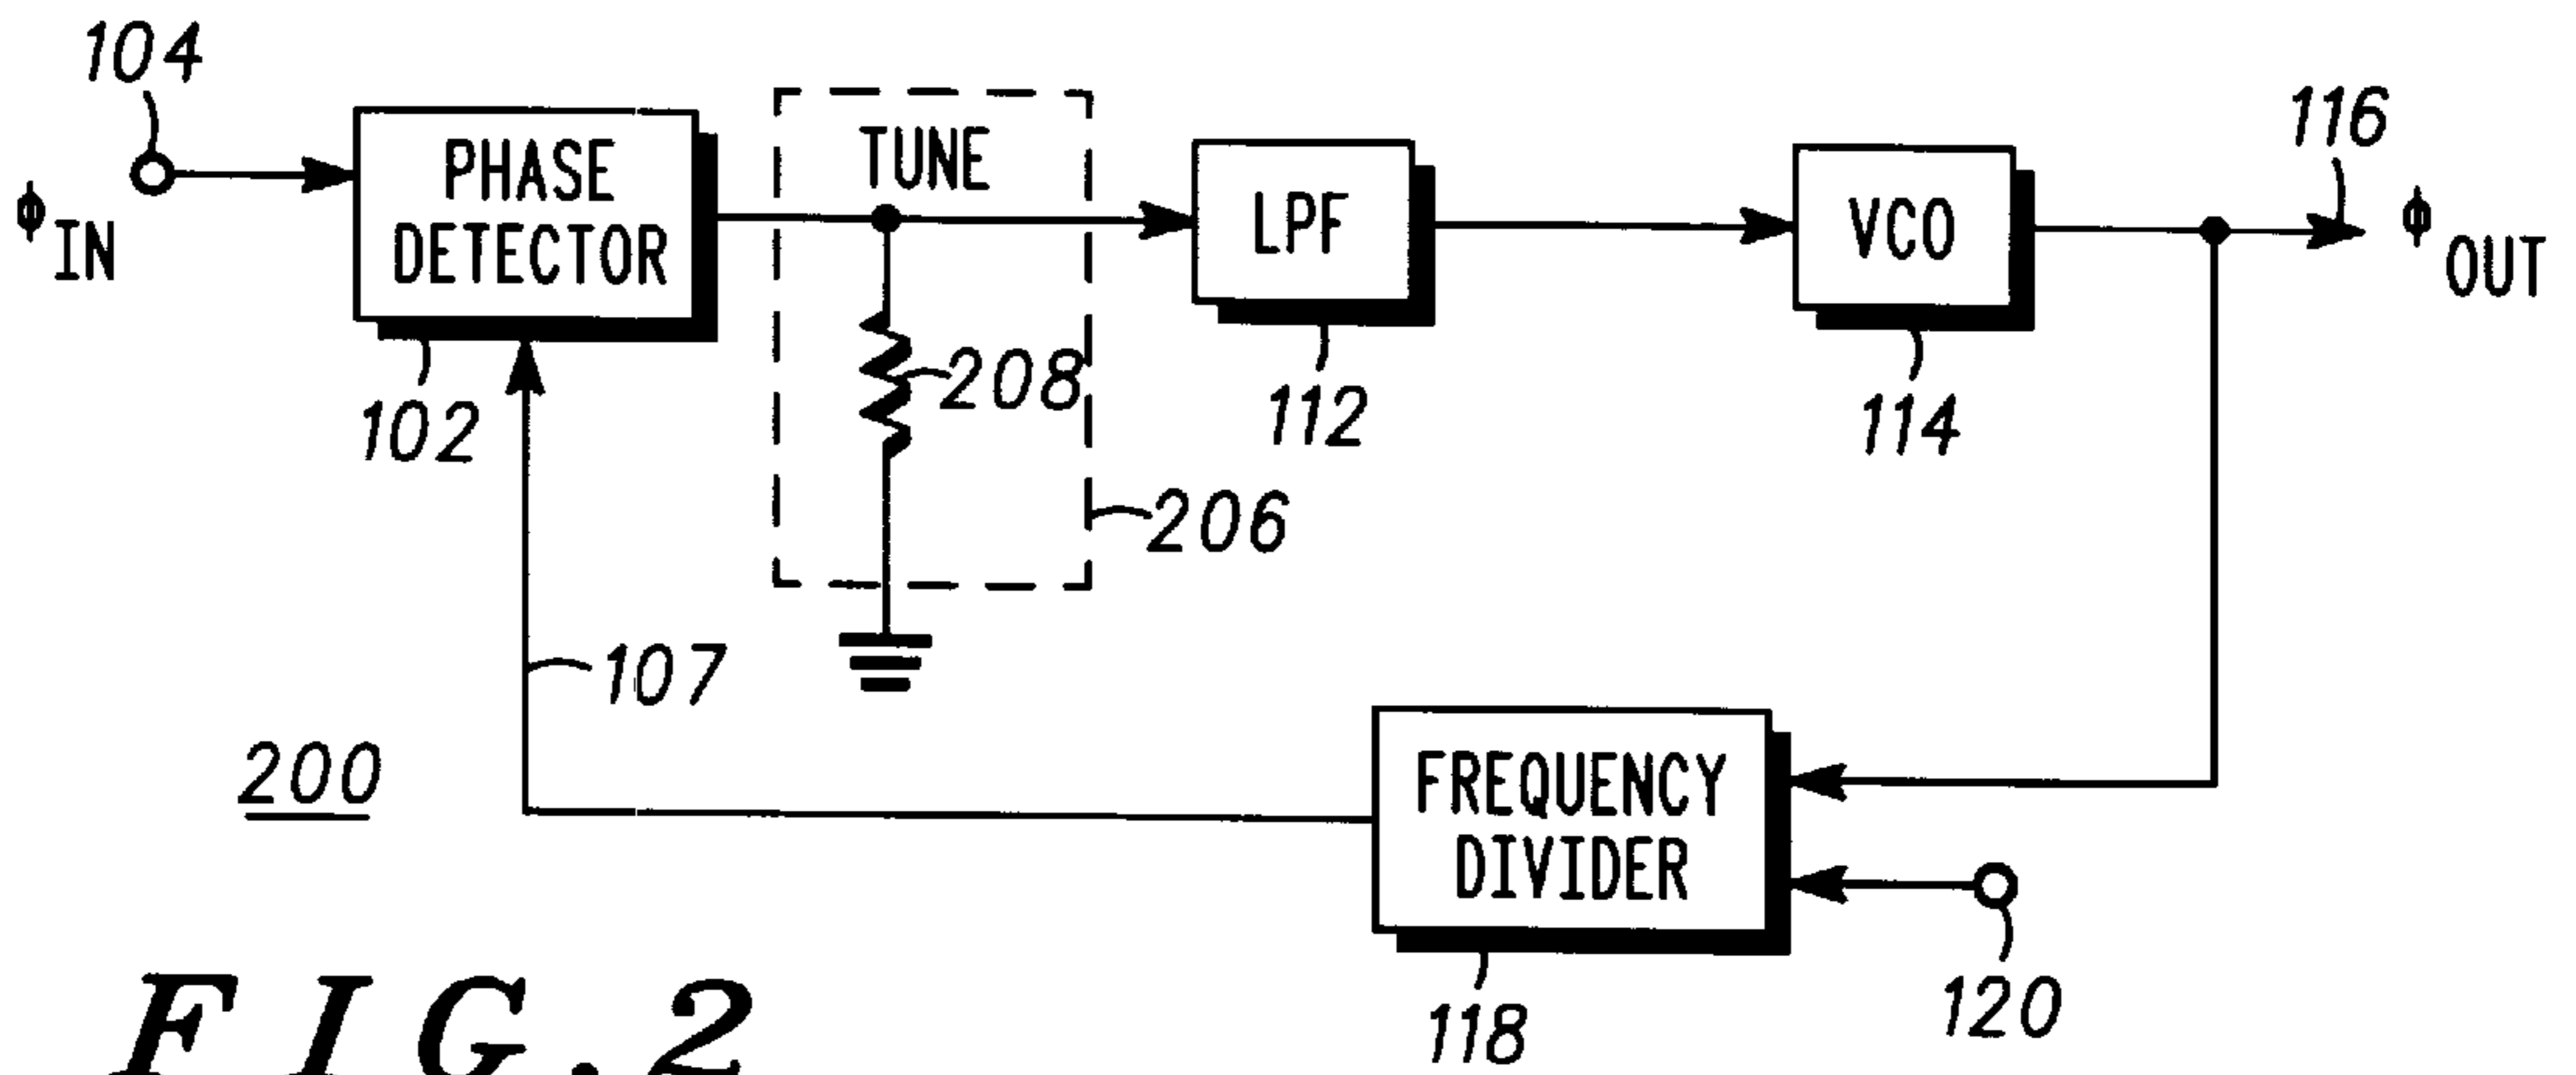 104
ϕIN
PHASE
DETECTOR
102
TUNE
208
206
LPF
112
VCO
114
116
ϕOUT
107
200
FREQUENCY
DIVIDER
118
120
FIG.2